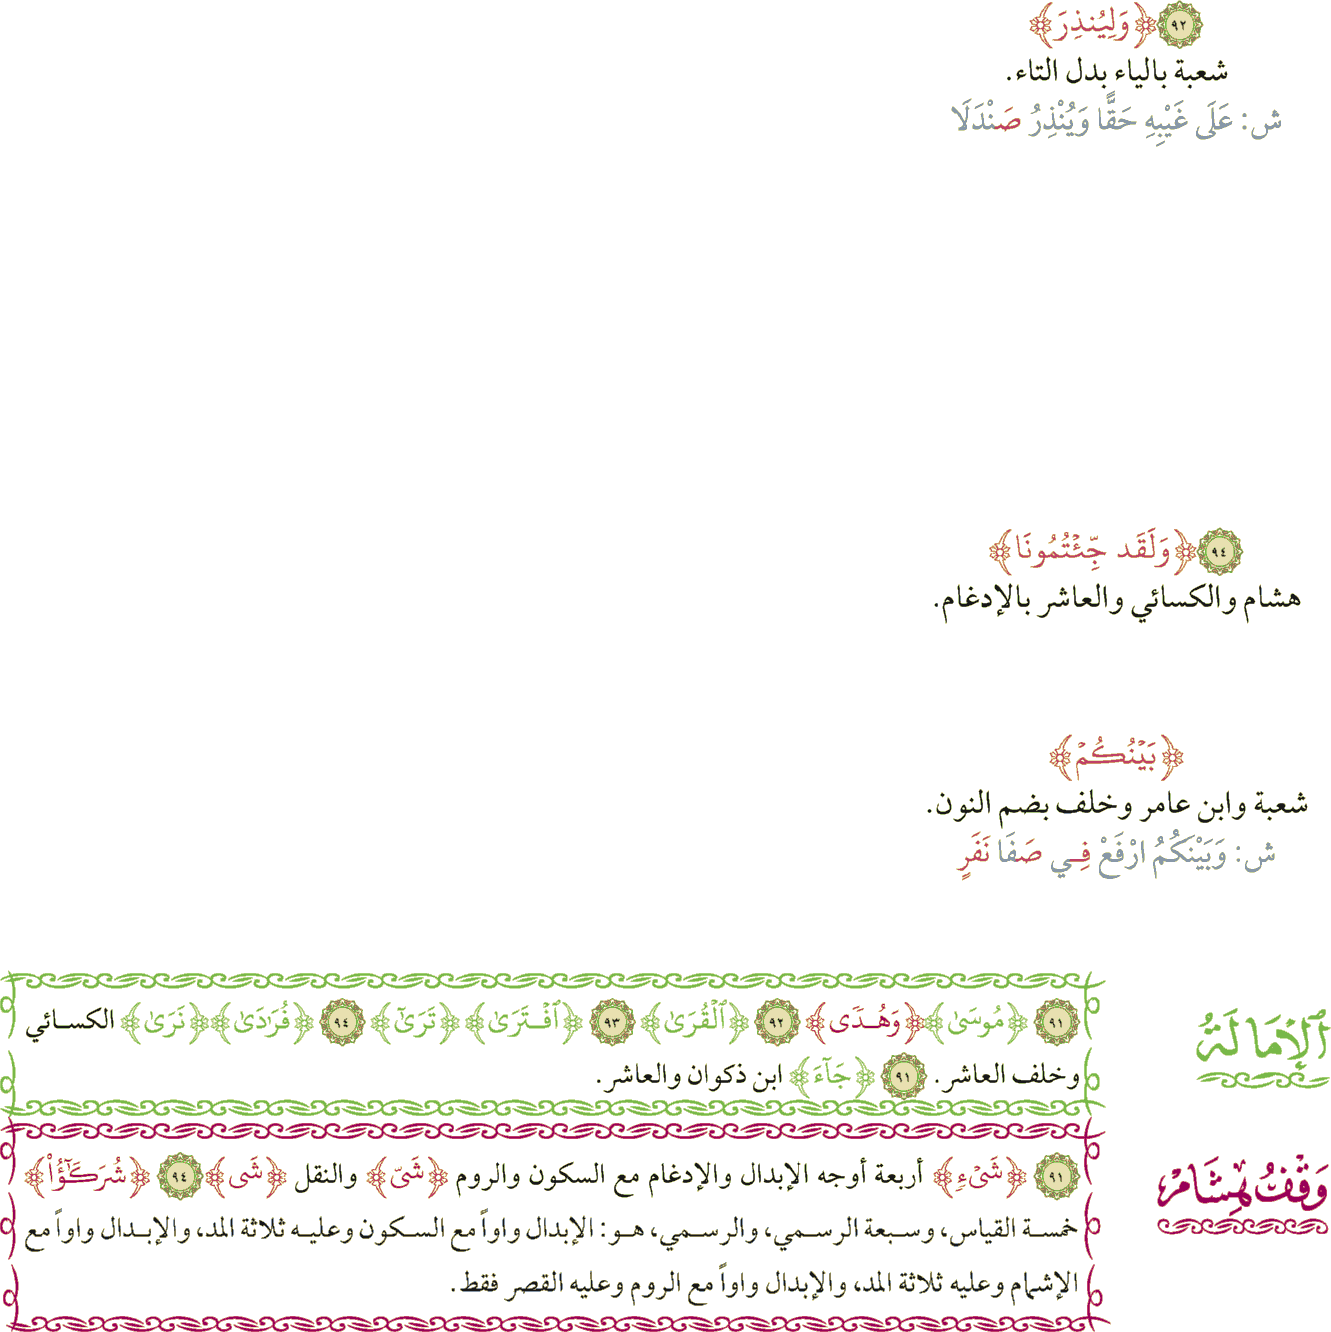 ٩٢ ﴿وَلِيُنذِرَ﴾
شعبة بالياء بدل التاء.
ش: عَلَى غَيْبِهِ حَقًّا وَيُنْذِرُ صَنْدَلَا
٩٤ ﴿وَلَقَد جِّئۡتُمُونَا﴾
هشام والكسائي والعاشر بالإدغام.
﴿بَيۡنُكُمۡ﴾
شعبة وابن عامر وخلف بضم النون.
ش: وَبَيْنَكُمُ ارْفَعْ فِي صَفَا نَفَرٍ
الإمالة
٩١ ﴿مُوسَىٰ﴾ ﴿وَهُدٗى﴾ ٩٢ ﴿ٱلۡقُرَىٰ﴾ ٩٣ ﴿ٱفۡتَرَىٰ﴾ ﴿تَرَىٰٓ﴾ ٩٤ ﴿فُرَٰدَىٰ﴾ ﴿نَرَىٰ﴾ الكسائي
وخلف العاشر. ٩١ ﴿جَآءَ﴾ ابن ذكوان والعاشر.
وَقْفُ هِشَام
٩١ ﴿شَيۡءٖ﴾ أربعة أوجه الإبدال والإدغام مع السكون والروم ﴿شَيّ﴾ والنقل ﴿شَى﴾ ٩٤ ﴿شُرَكَـٰٓؤُاْ﴾
خمسة القياس، وسبعة الرسمي، والرسمي، هو: الإبدال واواً مع السكون وعليه ثلاثة المد، والإبدال واواً مع
الإشمام وعليه ثلاثة المد، والإبدال واواً مع الروم وعليه القصر فقط.